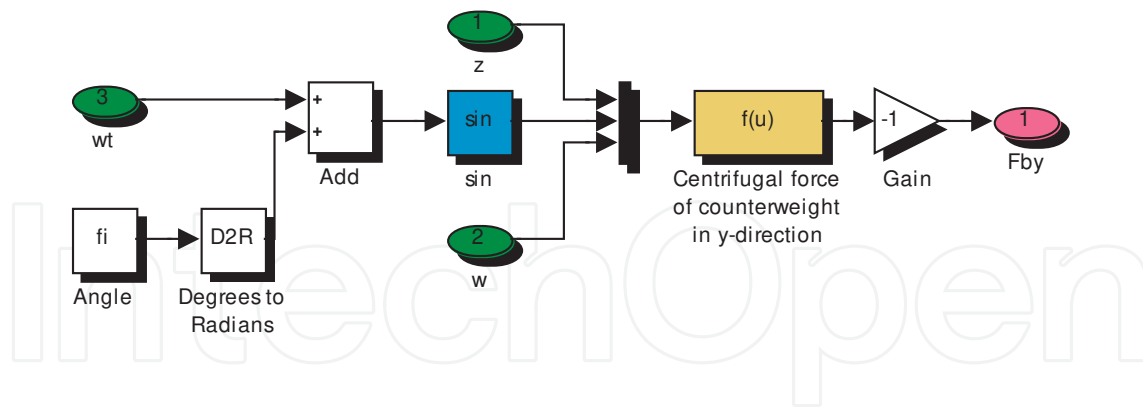 1
z
3
wt
+
+
Add
sin
sin
f(u)
Centrifugal force
of counterweight
in y-direction
-1
Gain
1
Fby
fi
Angle
D2R
Degrees to
Radians
2
w
IntechOpen